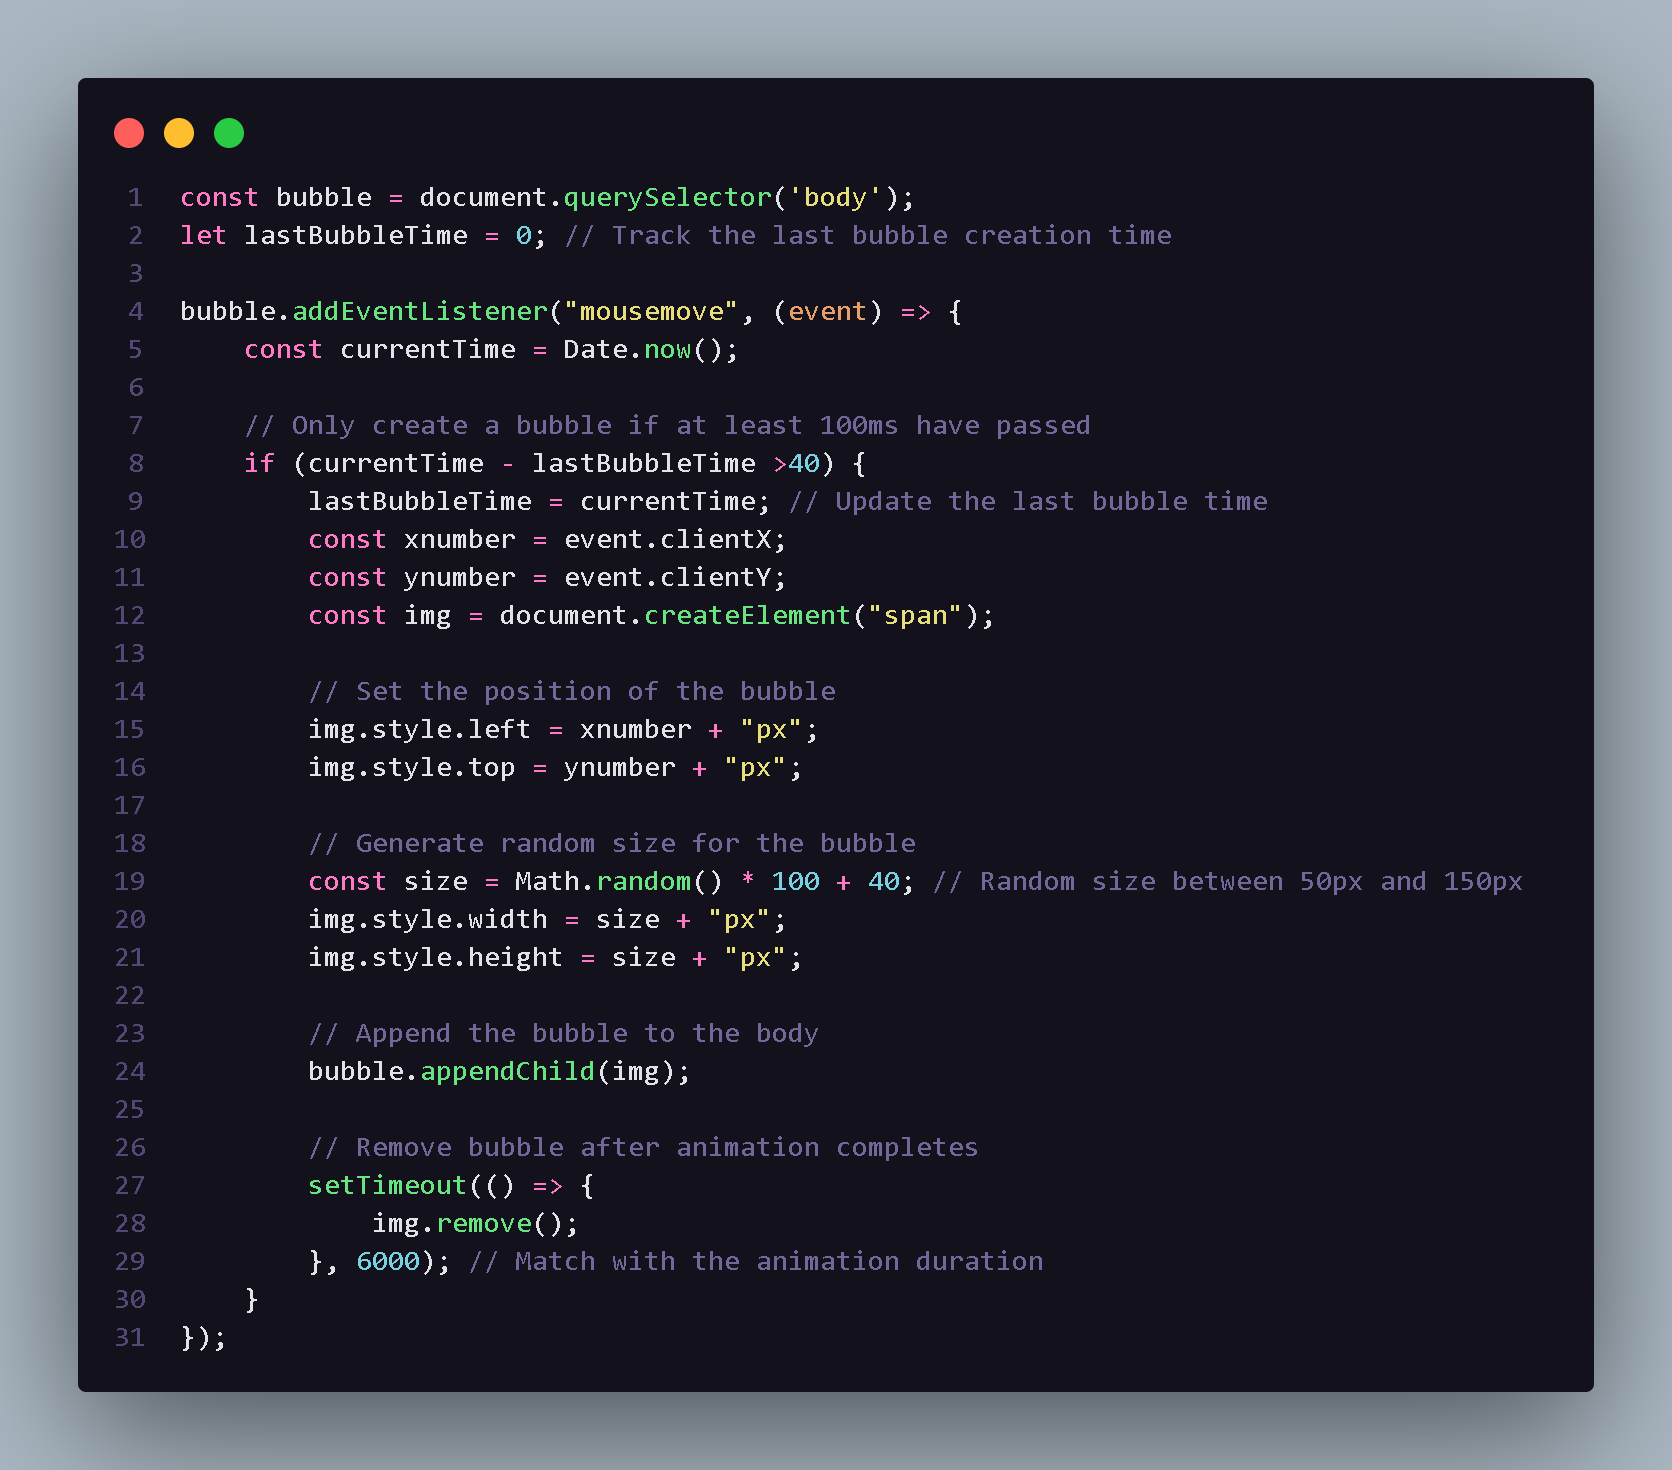 1 const bubble = document.querySelector('body');
2 let lastBubbleTime = 0; // Track the last bubble creation time
3
4 bubble.addEventListener("mousemove", (event) => {
5     const currentTime = Date.now();
6
7     // Only create a bubble if at least 100ms have passed
8     if (currentTime - lastBubbleTime >40) {
9         lastBubbleTime = currentTime; // Update the last bubble time
10         const xnumber = event.clientX;
11         const ynumber = event.clientY;
12         const img = document.createElement("span");
13
14         // Set the position of the bubble
15         img.style.left = xnumber + "px";
16         img.style.top = ynumber + "px";
17
18         // Generate random size for the bubble
19         const size = Math.random() * 100 + 40; // Random size between 50px and 150px
20         img.style.width = size + "px";
21         img.style.height = size + "px";
22
23         // Append the bubble to the body
24         bubble.appendChild(img);
25
26         // Remove bubble after animation completes
27         setTimeout(() => {
28             img.remove();
29         }, 6000); // Match with the animation duration
30     }
31 });